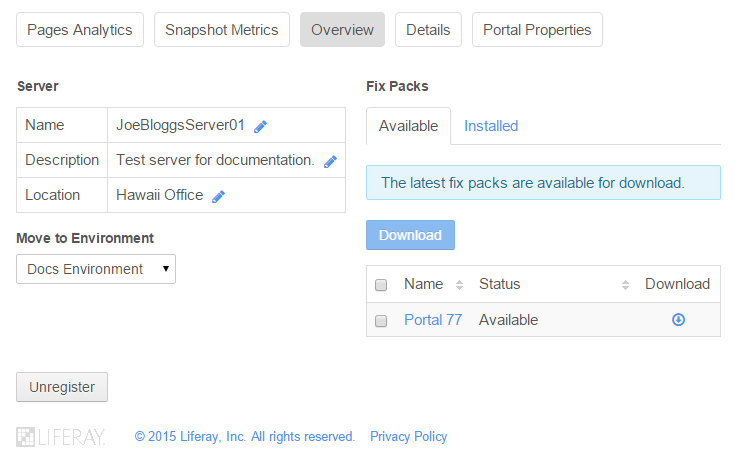 Pages Analytics Snapshot Metrics Overview Details Portal Properties
Server
Name JoeBloggsServer01
Description Test server for documentation.
Location Hawaii Office
Move to Environment
Docs Environment
Unregister
Fix Packs
Available Installed
The latest fix packs are available for download.
Download
Name Status Download
Portal 77 Available
LIFERAY. © 2015 Liferay, Inc. All rights reserved. Privacy Policy